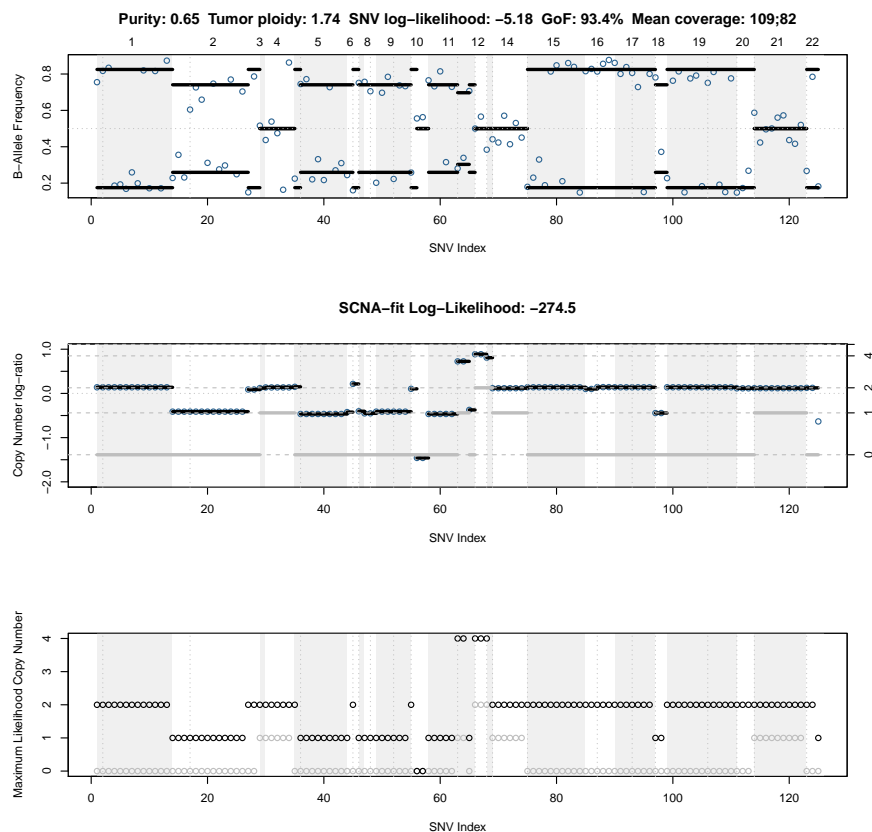 Purity: 0.65 Tumor ploidy: 1.74 SNV log−likelihood: −5.18 GoF: 93.4% Mean coverage: 109;82
1 2 3 4 5 6 8 9 10 11 12 14 15 16 17 18 19 20 21 22
B−Allele Frequency
0.8
0.6
0.4
0.2
0 20 40 60 80 100 120
SNV Index
SCNA−fit Log−Likelihood: −274.5
Copy Number log−ratio
1.0
0.0
−1.0
−2.0
4
2
1
0
0 20 40 60 80 100 120
SNV Index
Maximum Likelihood Copy Number
4
3
2
1
0
0 20 40 60 80 100 120
SNV Index